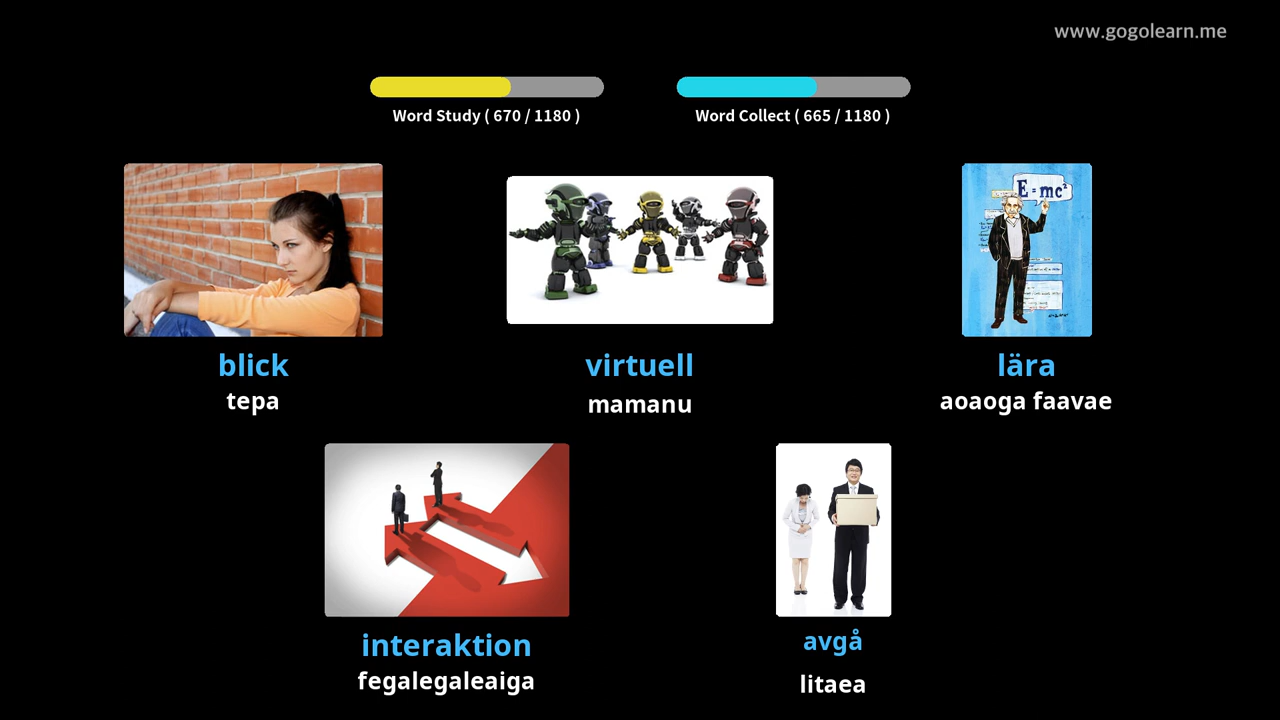 www.gogolearn.me
Word Study ( 670 / 1180 )
Word Collect ( 665 / 1180 )
E=mc²
blick
tepa
virtuell
mamanu
lära
aoaoga faavae
interaktion
fegalegaleaiga
avgå
litaea